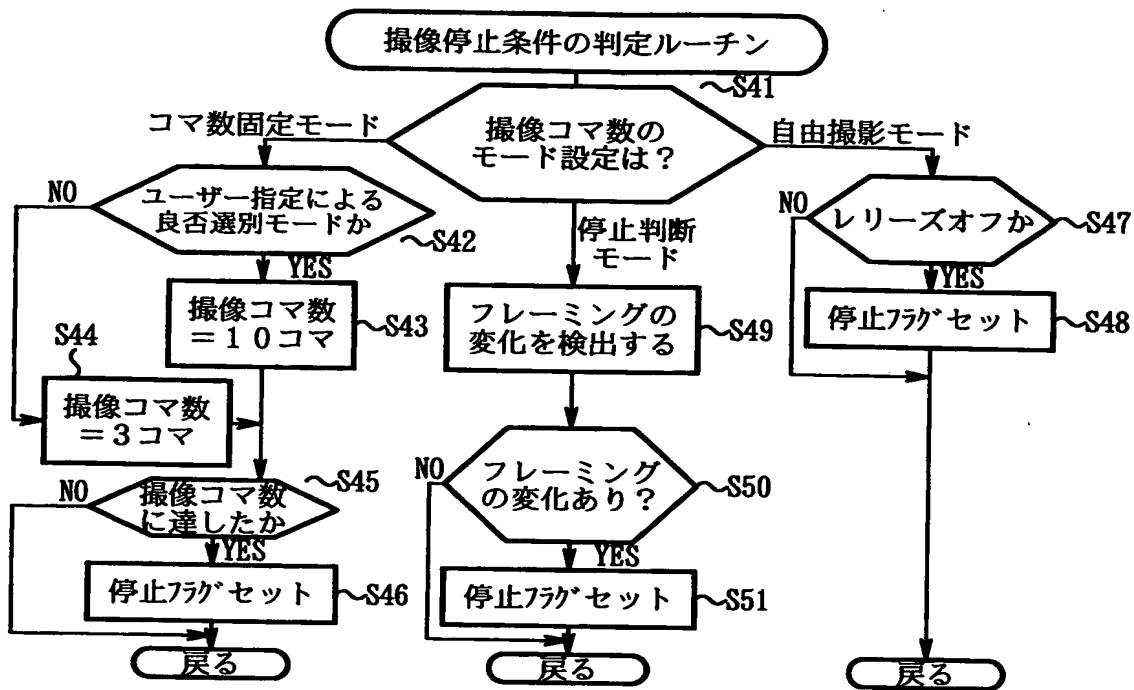 撮像停止条件の判定ルーチン
S41
撮像コマ数の
モード設定は？
コマ数固定モード
自由撮影モード
停止判断
モード
NO
ユーザー指定による
良否選別モードか
S42
YES
撮像コマ数
＝１０コマ
S43
S44
撮像コマ数
＝３コマ
NO
撮像コマ数
に達したか
S45
YES
停止ﾌﾗｸﾞセット
S46
戻る
フレーミングの
変化を検出する
S49
NO
フレーミング
の変化あり？
S50
YES
停止ﾌﾗｸﾞセット
S51
戻る
NO
レリーズオフか
S47
YES
停止ﾌﾗｸﾞセット
S48
戻る